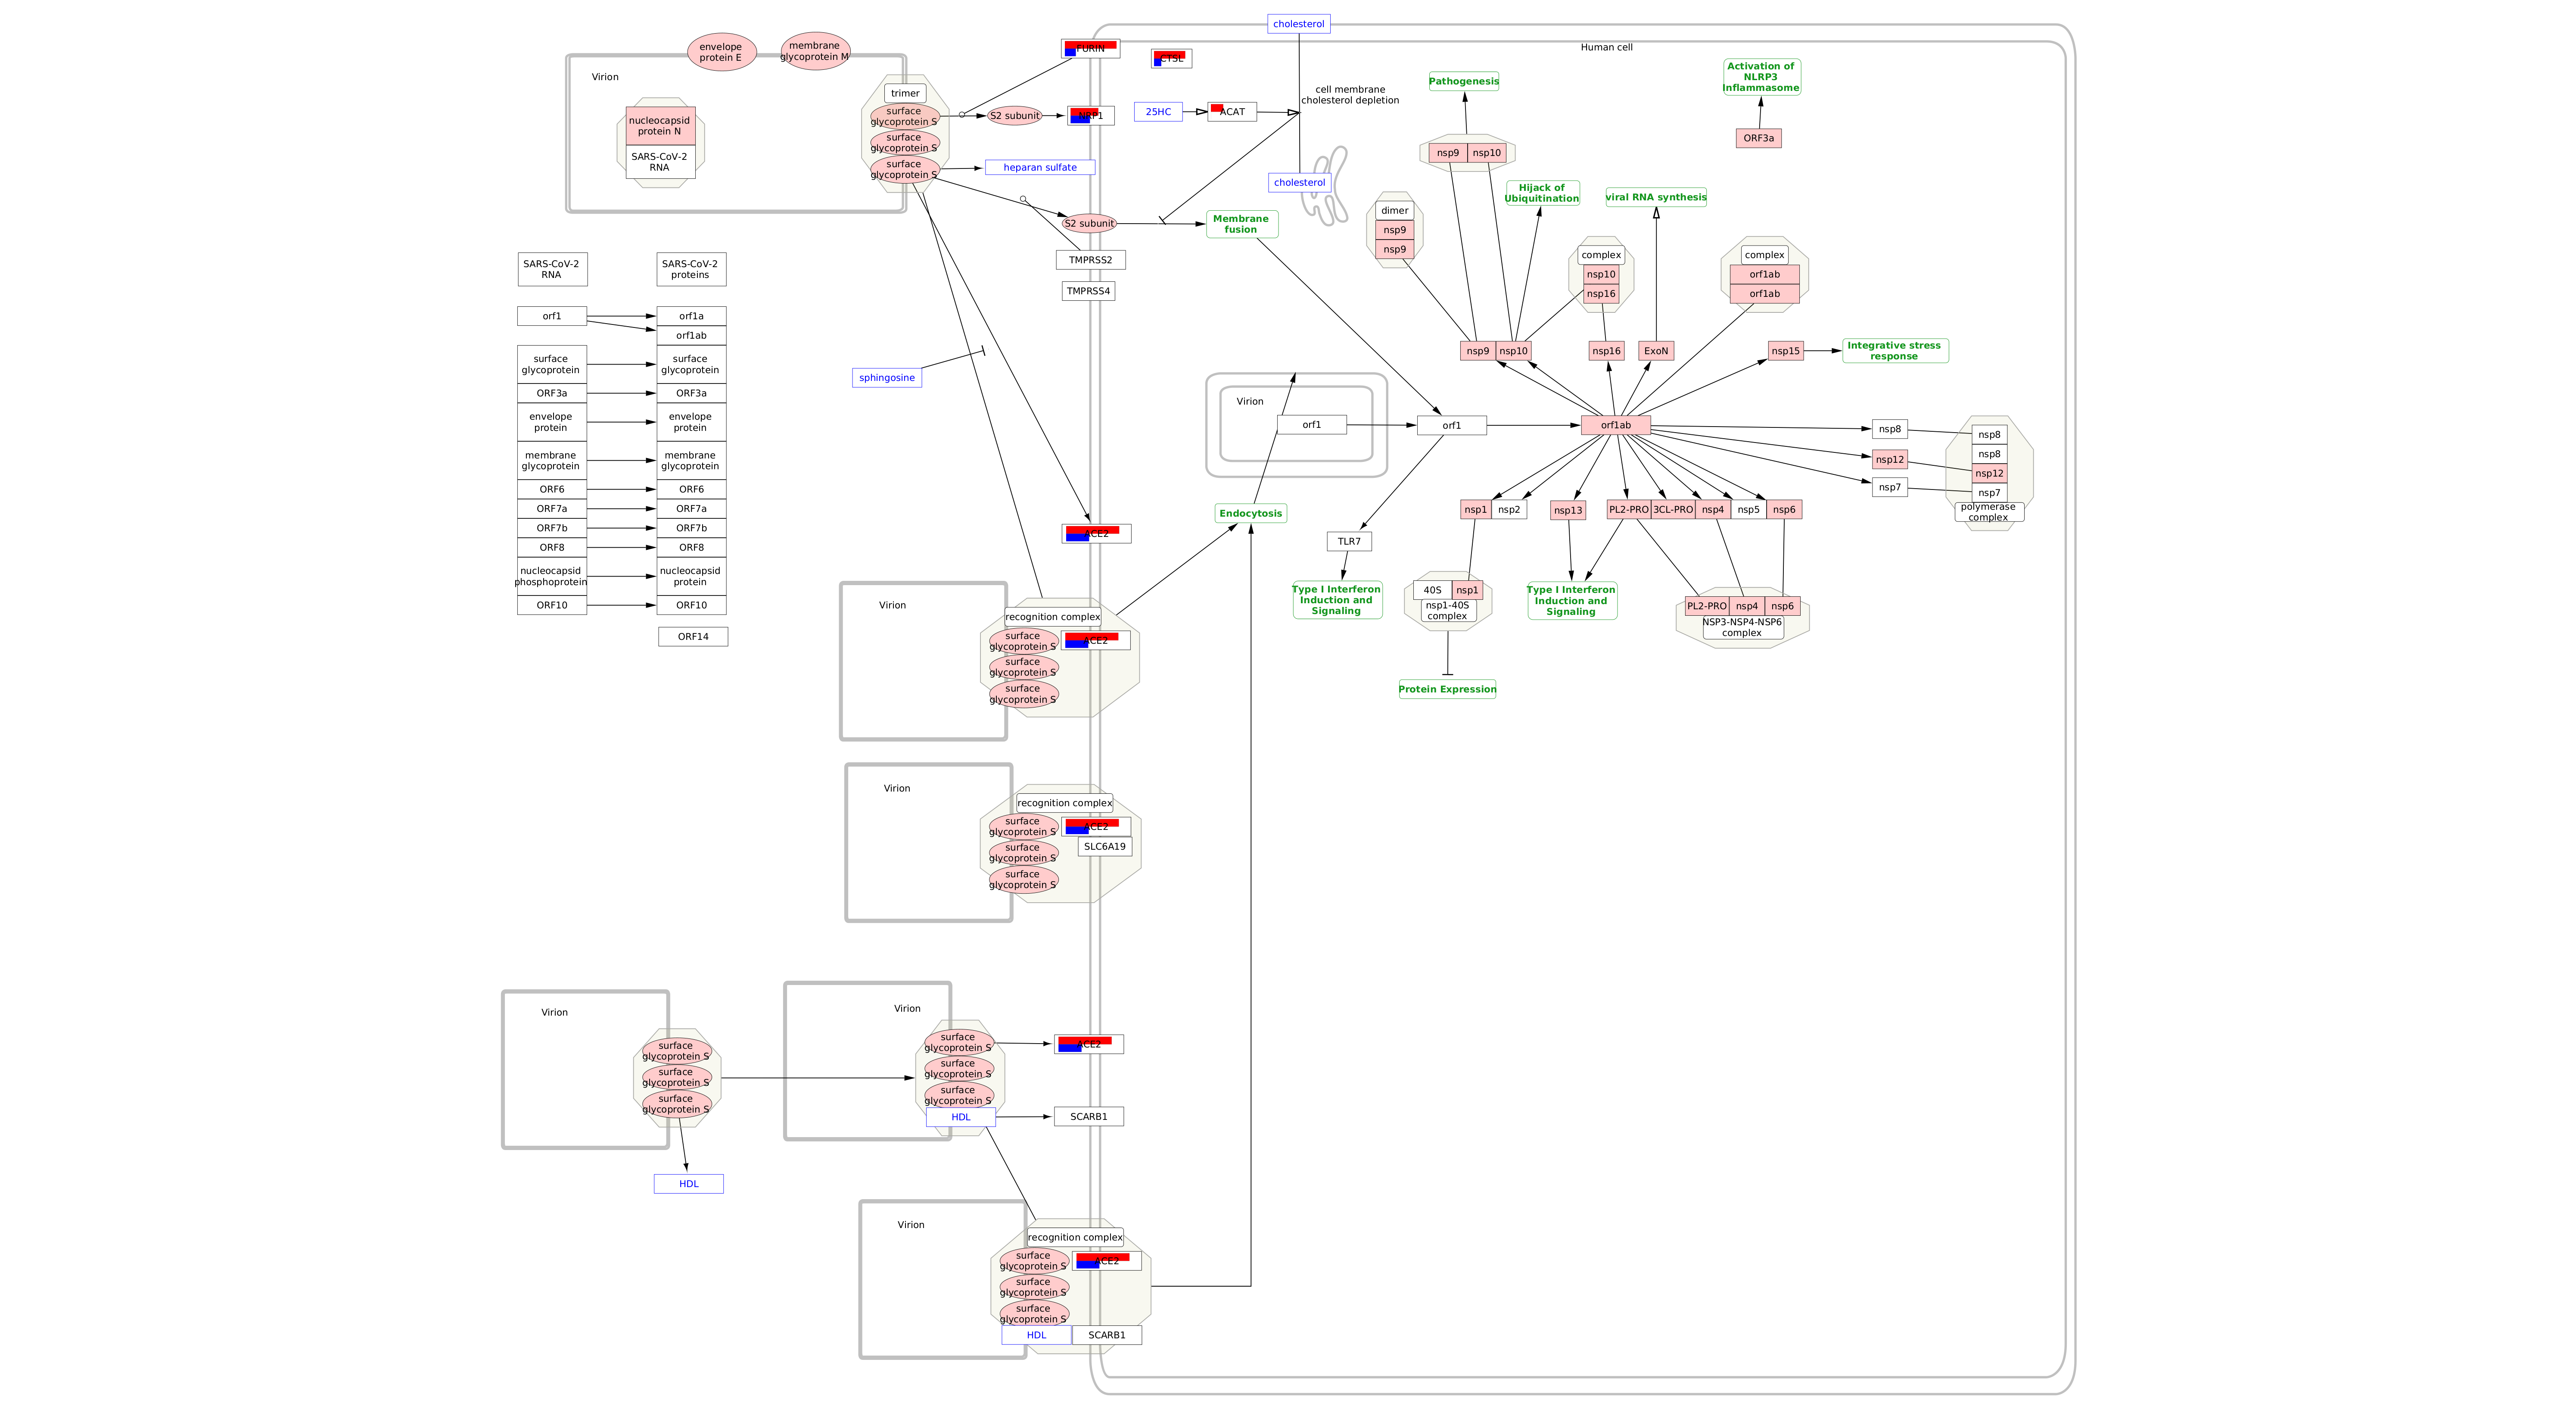 cholesterol
Human cell
envelope
protein E
membrane
glycoprotein M
Virion
trimer
surface
glycoprotein S
surface
glycoprotein S
surface
glycoprotein S
nucleocapsid
protein N
SARS-CoV-2
RNA
FURIN
CTSL
S2 subunit
NRP1
heparan sulfate
25HC
ACAT
cell membrane
cholesterol depletion
cholesterol
S2 subunit
TMPRSS2
TMPRSS4
Membrane
fusion
Pathogenesis
nsp9
nsp10
Activation of
NLRP3
Inflammasome
ORF3a
Hijack of
Ubiquitination
viral RNA synthesis
dimer
nsp9
nsp9
complex
nsp10
nsp16
complex
orf1ab
orf1ab
nsp9
nsp10
nsp16
ExoN
nsp15
Integrative stress
response
SARS-CoV-2
RNA
SARS-CoV-2
proteins
orf1
orf1a
orf1ab
surface
glycoprotein
surface
glycoprotein
ORF3a
ORF3a
envelope
protein
envelope
protein
membrane
glycoprotein
membrane
glycoprotein
ORF6
ORF6
ORF7a
ORF7a
ORF7b
ORF7b
ORF8
ORF8
nucleocapsid
phosphoprotein
nucleocapsid
protein
ORF10
ORF10
ORF14
sphingosine
Virion
orf1
orf1
orf1ab
nsp8
nsp12
nsp7
nsp8
nsp8
nsp12
nsp7
polymerase
complex
nsp1
nsp2
nsp13
PL2-PRO
3CL-PRO
nsp4
nsp5
nsp6
Endocytosis
TLR7
Type I Interferon
Induction and
Signaling
40S
nsp1
nsp1-40S
complex
Type I Interferon
Induction and
Signaling
PL2-PRO
nsp4
nsp6
NSP3-NSP4-NSP6
complex
Protein Expression
ACE2
Virion
recognition complex
surface
glycoprotein S
ACE2
surface
glycoprotein S
surface
glycoprotein S
Virion
recognition complex
surface
glycoprotein S
ACE2
SLC6A19
surface
glycoprotein S
surface
glycoprotein S
Virion
surface
glycoprotein S
surface
glycoprotein S
surface
glycoprotein S
HDL
Virion
surface
glycoprotein S
surface
glycoprotein S
surface
glycoprotein S
HDL
ACE2
SCARB1
Virion
recognition complex
surface
glycoprotein S
ACE2
surface
glycoprotein S
surface
glycoprotein S
HDL
SCARB1